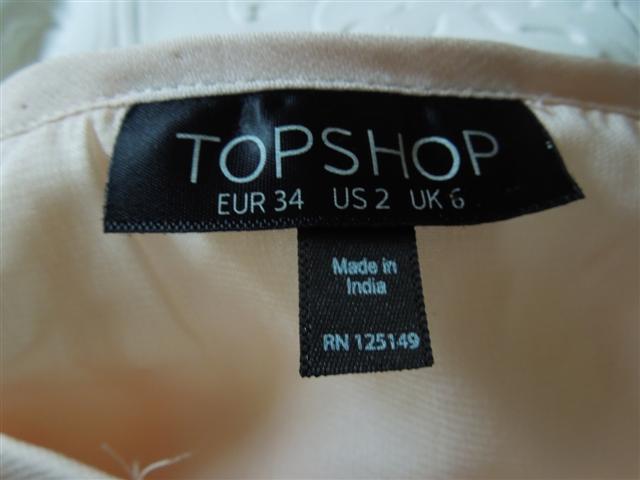 TOPSHOP
EUR 34 US 2 UK 6
Made in
India
RN 125149